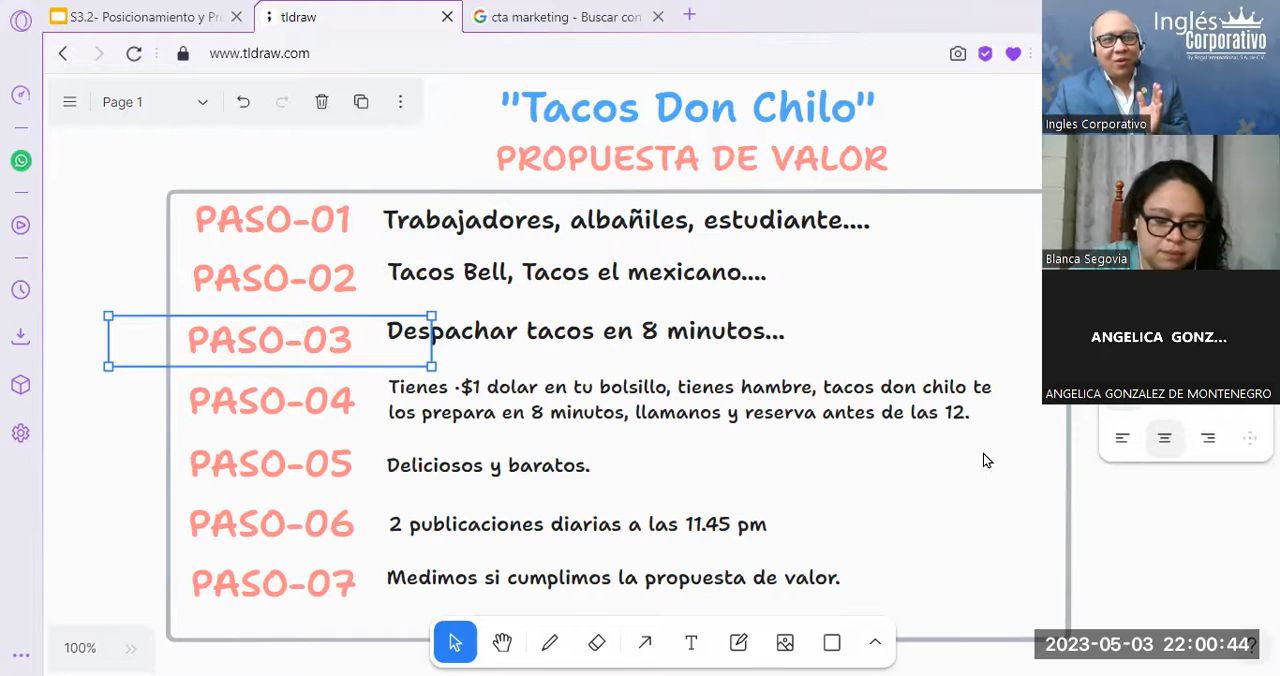 S3.2- Posicionamiento y Pr
tldraw
cta marketing - Buscar con
www.tldraw.com
Page 1
"Tacos Don Chilo"
PROPUESTA DE VALOR
PASO-01 Trabajadores, albañiles, estudiante....
PASO-02 Tacos Bell, Tacos el mexicano....
PASO-03 Despachar tacos en 8 minutos...
PASO-04 Tienes -$1 dolar en tu bolsillo, tienes hambre, tacos don chilo te
los prepara en 8 minutos, llamanos y reserva antes de las 12.
PASO-05 Deliciosos y baratos.
PASO-06 2 publicaciones diarias a las 11.45 pm
PASO-07 Medimos si cumplimos la propuesta de valor.
100%
Inglés
Corporativo
By Regal International, S.A. de C.V.
Ingles Corporativo
Blanca Segovia
ANGELICA GONZ...
ANGELICA GONZALEZ DE MONTENEGRO
2023-05-03 22:00:44